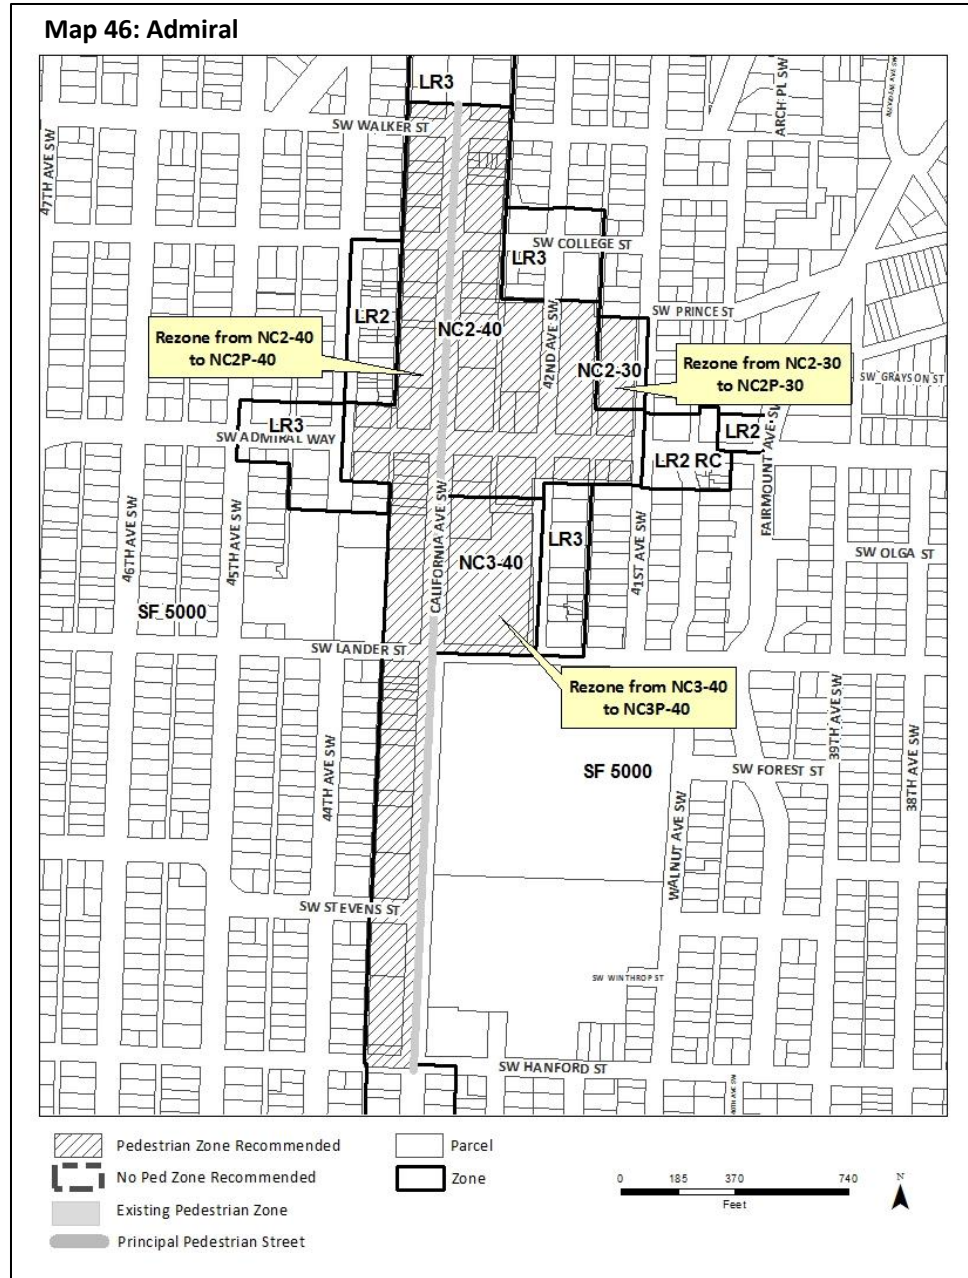 Map 46: Admiral
LR3
ARCH PL SW
SW WALKER ST
47TH AVE SW
SW COLLEGE ST
LR3
LR2
SW PRINCE ST
NC2-40
42ND AVE SW
Rezone from NC2-40
to NC2P-40
NC2-30
Rezone from NC2-30
to NC2P-30
SW GRAYSON ST
LR3
SW ADMIRAL WAY
LR2
LR2 RC
FAIRMOUNT AVE SW
46TH AVE SW
45TH AVE SW
CALIFORNIA AVE SW
LR3
41ST AVE SW
SW OLGA ST
NC3-40
SF 5000
SW LANDER ST
Rezone from NC3-40
to NC3P-40
39TH AVE SW
38TH AVE SW
44TH AVE SW
SF 5000
SW FOREST ST
WALNUT AVE SW
SW STEVENS ST
SW WINTHROP ST
SW HANFORD ST
Pedestrian Zone Recommended
Parcel
No Ped Zone Recommended
Zone
Existing Pedestrian Zone
Principal Pedestrian Street
0 185 370 740
Feet
N